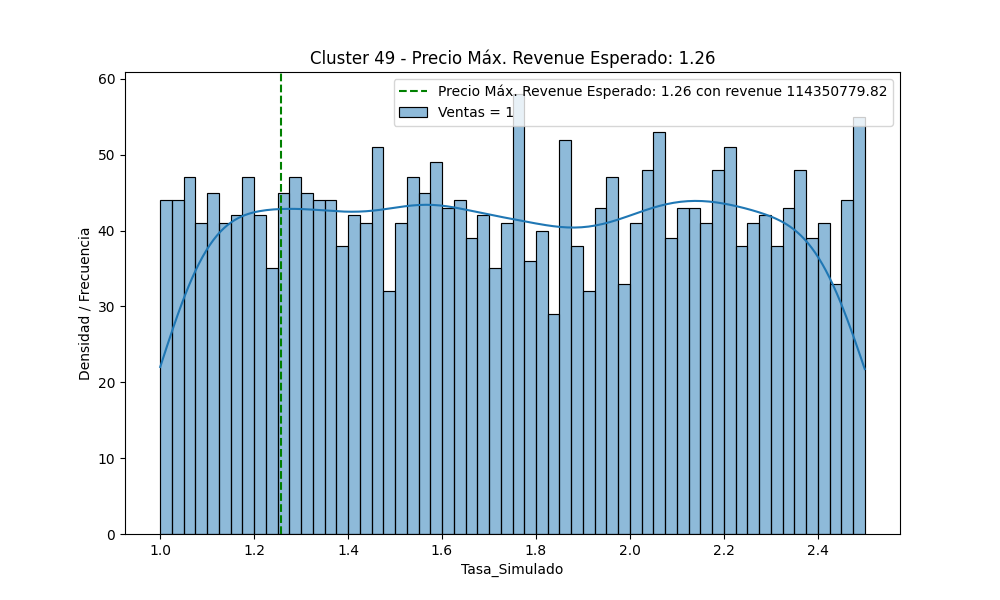 Cluster 49 - Precio Máx. Revenue Esperado: 1.26
Precio Máx. Revenue Esperado: 1.26 con revenue 114350779.82
Ventas = 1
60
50
40
30
20
10
0
Densidad / Frecuencia
1.0 1.2 1.4 1.6 1.8 2.0 2.2 2.4
Tasa_Simulado